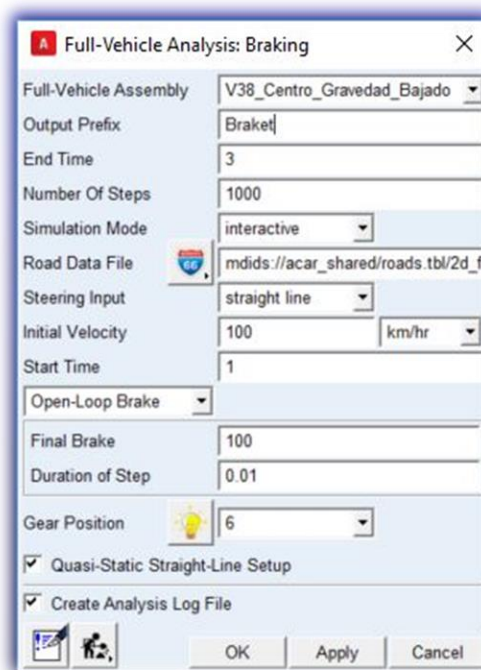 Full-Vehicle Analysis: Braking
Full-Vehicle Assembly V38_Centro_Gravedad_Bajado
Output Prefix Braket
End Time 3
Number Of Steps 1000
Simulation Mode interactive
Road Data File 66 mdids://acar_shared/roads.tbl/2d_f
Steering Input straight line
Initial Velocity 100 km/hr
Start Time 1
Open-Loop Brake
Final Brake 100
Duration of Step 0.01
Gear Position 6
Quasi-Static Straight-Line Setup
Create Analysis Log File
OK Apply Cancel